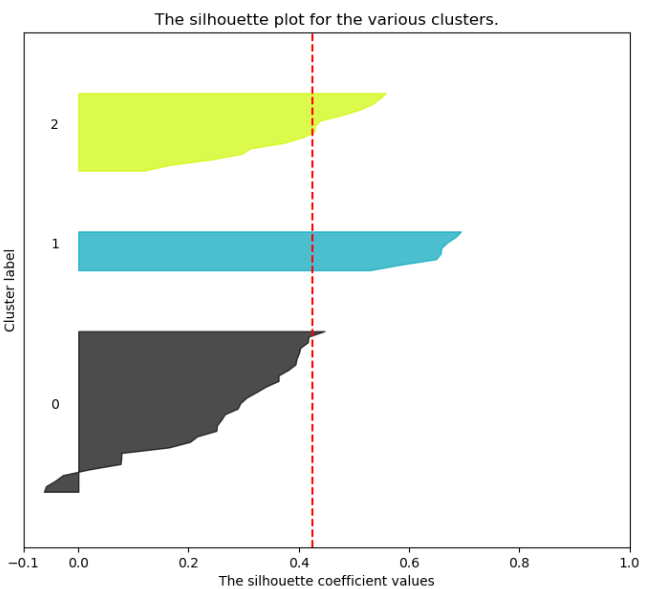 The silhouette plot for the various clusters.
2
1
0
Cluster label
−0.1 0.0 0.2 0.4 0.6 0.8 1.0
The silhouette coefficient values